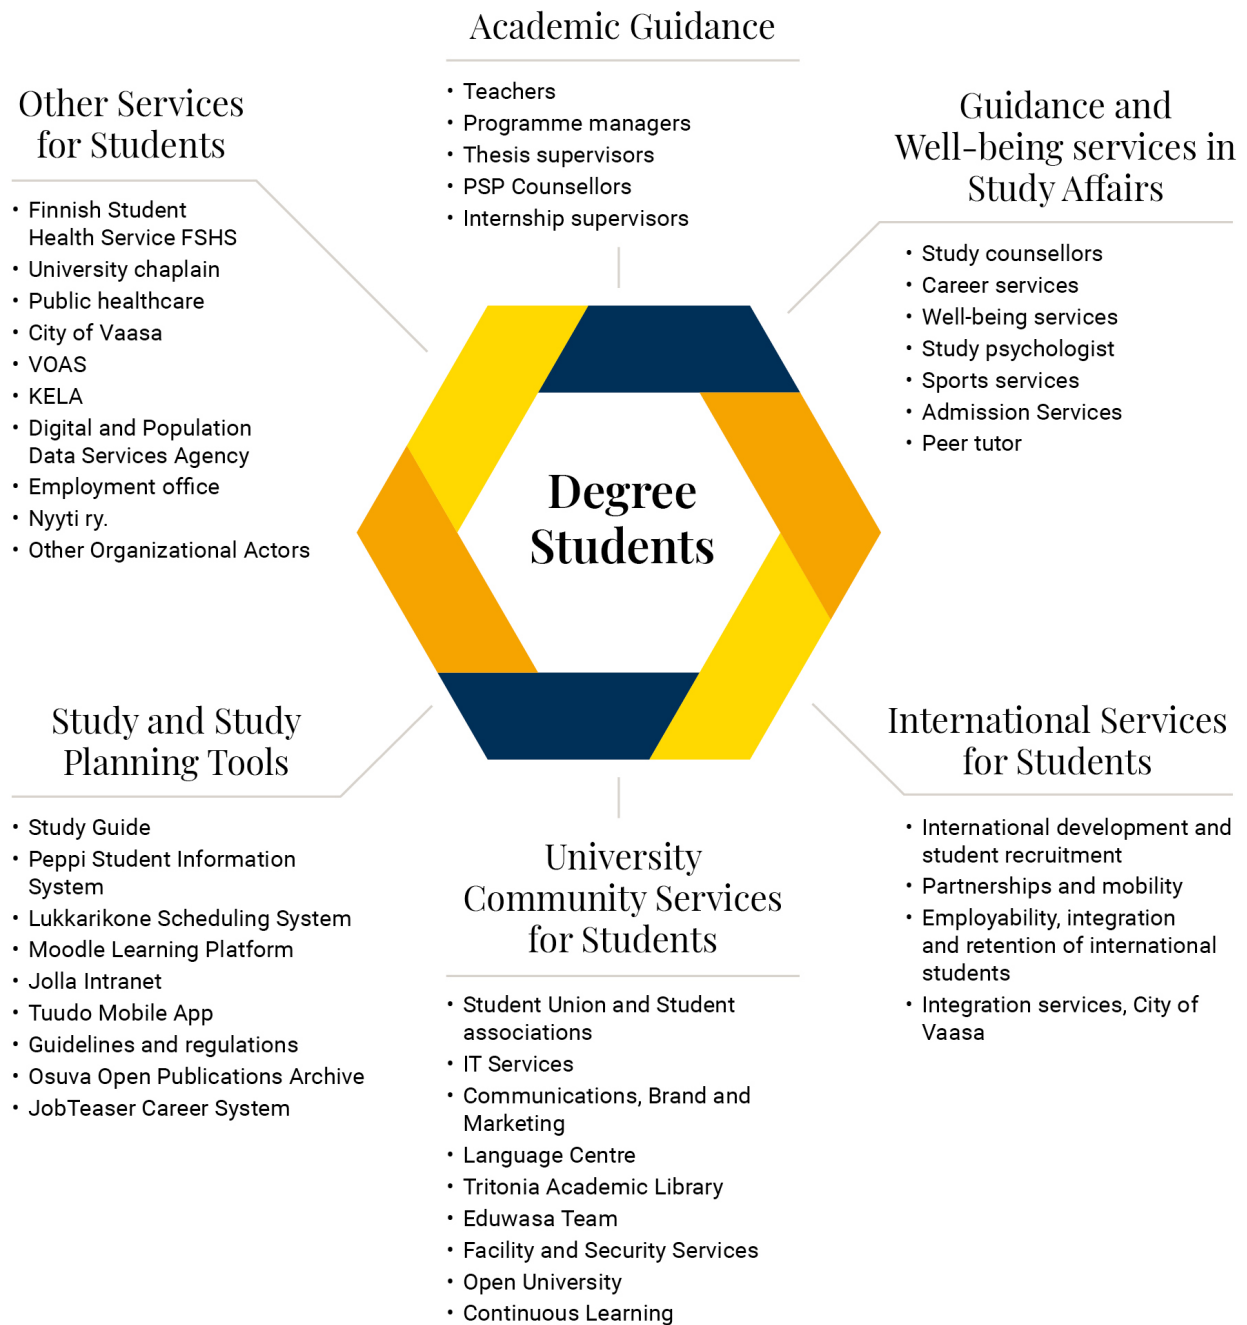 Academic Guidance
• Teachers
• Programme managers
• Thesis supervisors
• PSP Counsellors
• Internship supervisors
Guidance and
Well-being services in
Study Affairs
• Study counsellors
• Career services
• Well-being services
• Study psychologist
• Sports services
• Admission Services
• Peer tutor
Other Services
for Students
• Finnish Student
Health Service FSHS
• University chaplain
• Public healthcare
• City of Vaasa
• VOAS
• KELA
• Digital and Population
Data Services Agency
• Employment office
• Nyyti ry.
• Other Organizational Actors
Degree
Students
Study and Study
Planning Tools
• Study Guide
• Peppi Student Information
System
• Lukkarikone Scheduling System
• Moodle Learning Platform
• Jolla Intranet
• Tuudo Mobile App
• Guidelines and regulations
• Osuva Open Publications Archive
• JobTeaser Career System
University
Community Services
for Students
• Student Union and Student
associations
• IT Services
• Communications, Brand and
Marketing
• Language Centre
• Tritonia Academic Library
• Eduwasa Team
• Facility and Security Services
• Open University
• Continuous Learning
International Services
for Students
• International development and
student recruitment
• Partnerships and mobility
• Employability, integration
and retention of international
students
• Integration services, City of
Vaasa